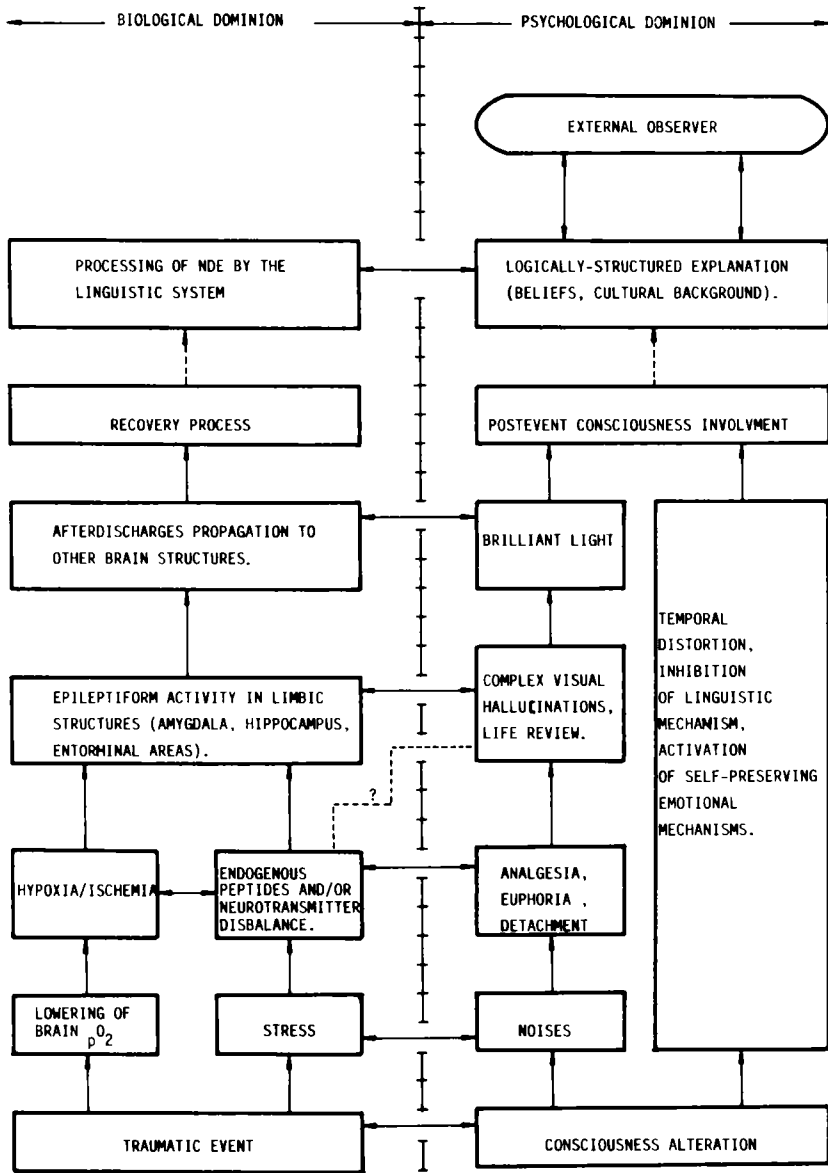 BIOLOGICAL DOMINION
PSYCHOLOGICAL DOMINION
EXTERNAL OBSERVER
PROCESSING OF NDE BY THE
LINGUISTIC SYSTEM
LOGICALLY-STRUCTURED EXPLANATION
(BELIEFS, CULTURAL BACKGROUND).
RECOVERY PROCESS
POSTEVENT CONSCIOUSNESS INVOLVMENT
AFTERDISCHARGES PROPAGATION TO
OTHER BRAIN STRUCTURES.
BRILLIANT LIGHT
TEMPORAL
DISTORTION,
INHIBITION
OF LINGUISTIC
MECHANISM,
ACTIVATION
OF SELF-PRESERVING
EMOTIONAL
MECHANISMS.
EPILEPTIFORM ACTIVITY IN LIMBIC
STRUCTURES (AMYGDALA, HIPPOCAMPUS,
ENTORMINAL AREAS).
COMPLEX VISUAL
HALLUCINATIONS,
LIFE REVIEW.
?
HYPOXIA/ISCHEMIA
ENDOGENOUS
PEPTIDES AND/OR
NEUROTRANSMITTER
DISBALANCE.
ANALGESIA,
EUPHORIA ,
DETACHMENT
LOWERING OF
BRAIN pO2
STRESS
NOISES
TRAUMATIC EVENT
CONSCIOUSNESS ALTERATION